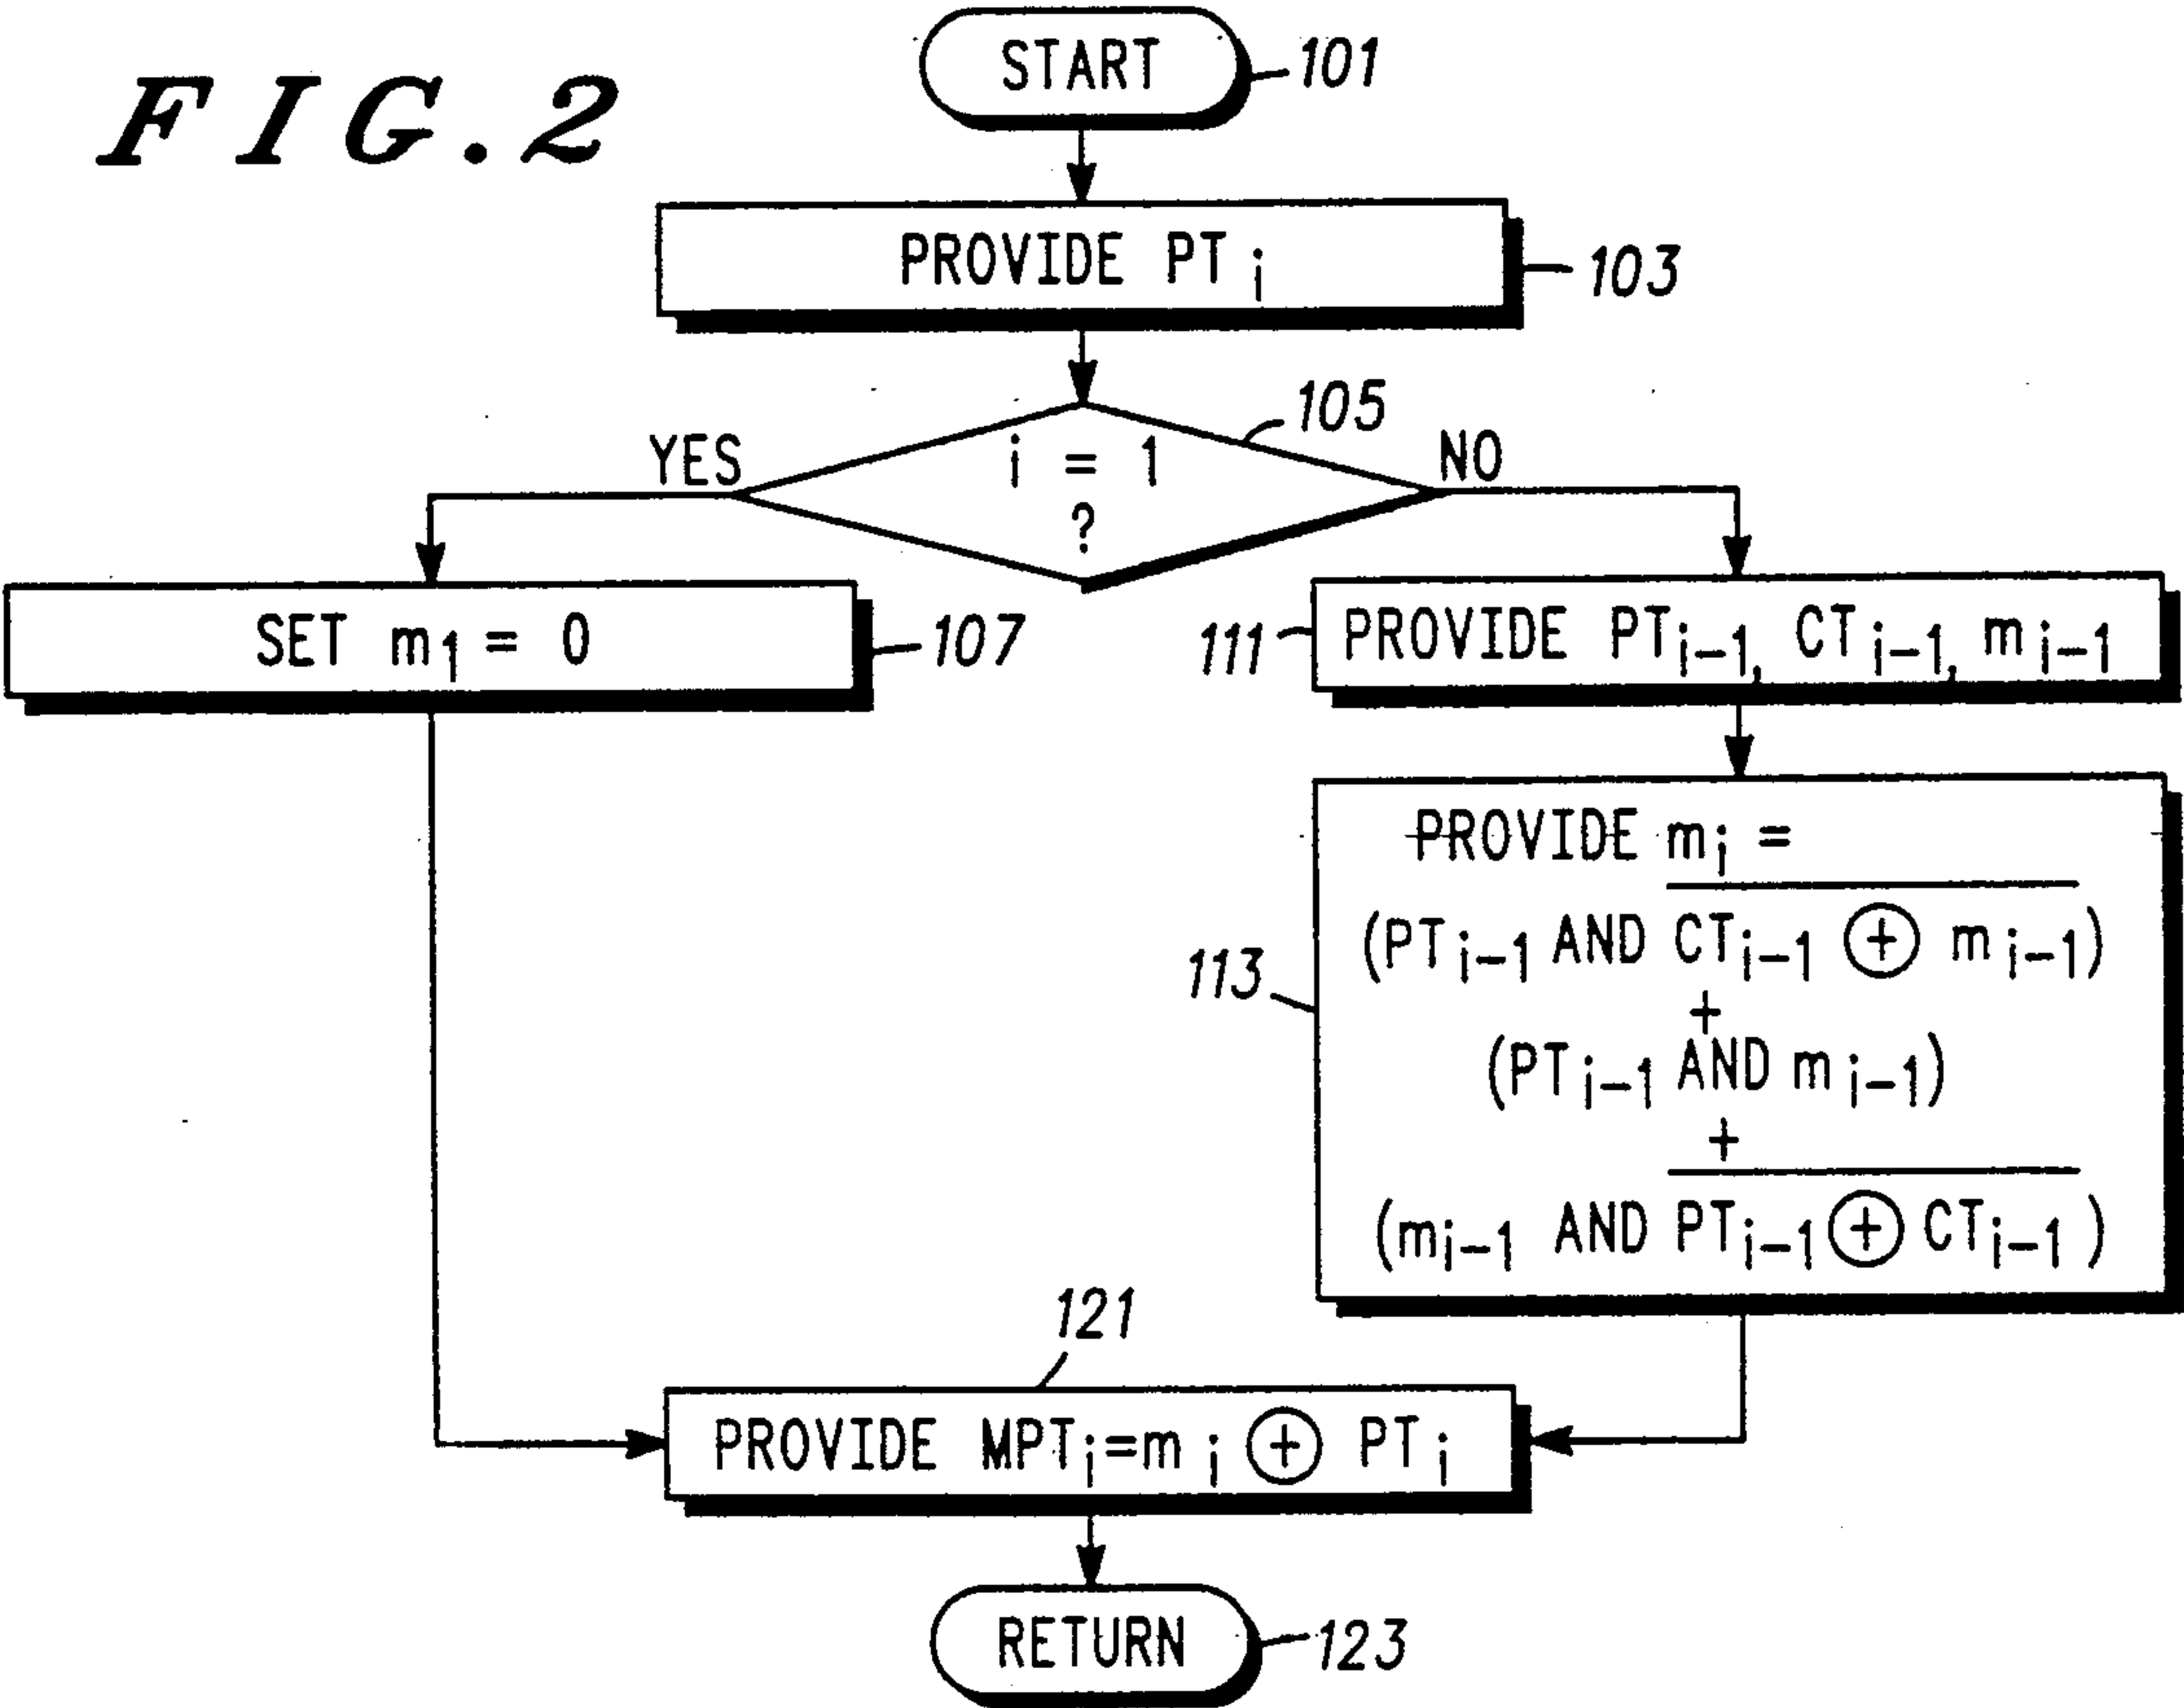 FIG.2
START
101
PROVIDE PTᵢ
103
105
YES
i = 1
?
NO
SET m₁ = 0
107
111
PROVIDE PTᵢ₋₁, CTᵢ₋₁, mᵢ₋₁
PROVIDE mᵢ =
(PTᵢ₋₁ AND CTᵢ₋₁ ⊕ mᵢ₋₁)
113
+
(PTᵢ₋₁ AND mᵢ₋₁)
+
(mᵢ₋₁ AND PTᵢ₋₁ ⊕ CTᵢ₋₁)
121
PROVIDE MPTᵢ=mᵢ ⊕ PTᵢ
RETURN
123